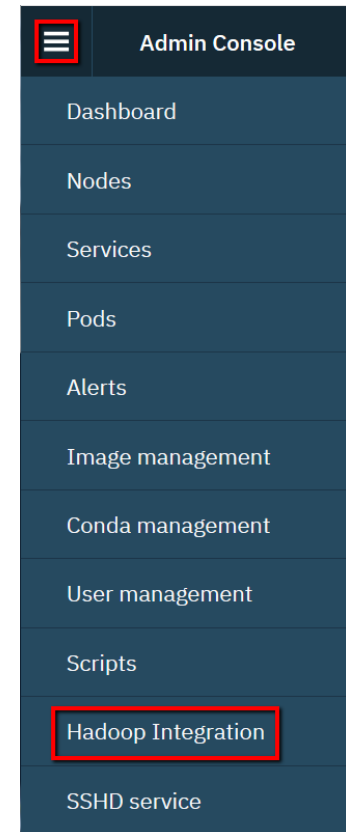 Admin Console
Dashboard
Nodes
Services
Pods
Alerts
Image management
Conda management
User management
Scripts
Hadoop Integration
SSHD service